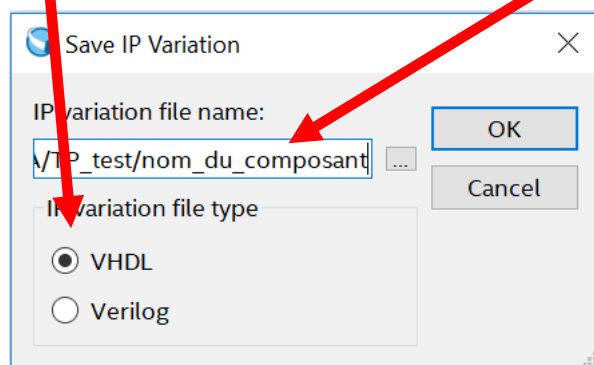 Save IP Variation
IP variation file name:
A/TP_test/nom_du_composant
...
OK
Cancel
IP variation file type
VHDL
Verilog